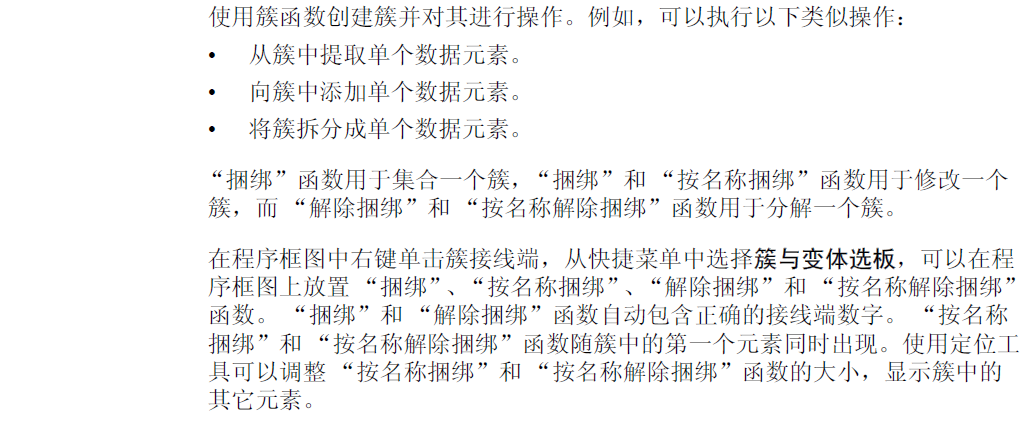 使用簇函数创建簇并对其进行操作。例如，可以执行以下类似操作：
• 从簇中提取单个数据元素。
• 向簇中添加单个数据元素。
• 将簇拆分成单个数据元素。
“捆绑”函数用于集合一个簇，“捆绑”和 “按名称捆绑”函数用于修改一个
簇，而 “解除捆绑”和 “按名称解除捆绑”函数用于分解一个簇。
在程序框图中右键单击簇接线端，从快捷菜单中选择簇与变体选板，可以在程
序框图上放置 “捆绑”、“按名称捆绑”、“解除捆绑”和 “按名称解除捆绑”
函数。 “捆绑”和 “解除捆绑”函数自动包含正确的接线端数字。 “按名称
捆绑”和 “按名称解除捆绑”函数随簇中的第一个元素同时出现。使用定位工
具可以调整 “按名称捆绑”和 “按名称解除捆绑”函数的大小，显示簇中的
其它元素。